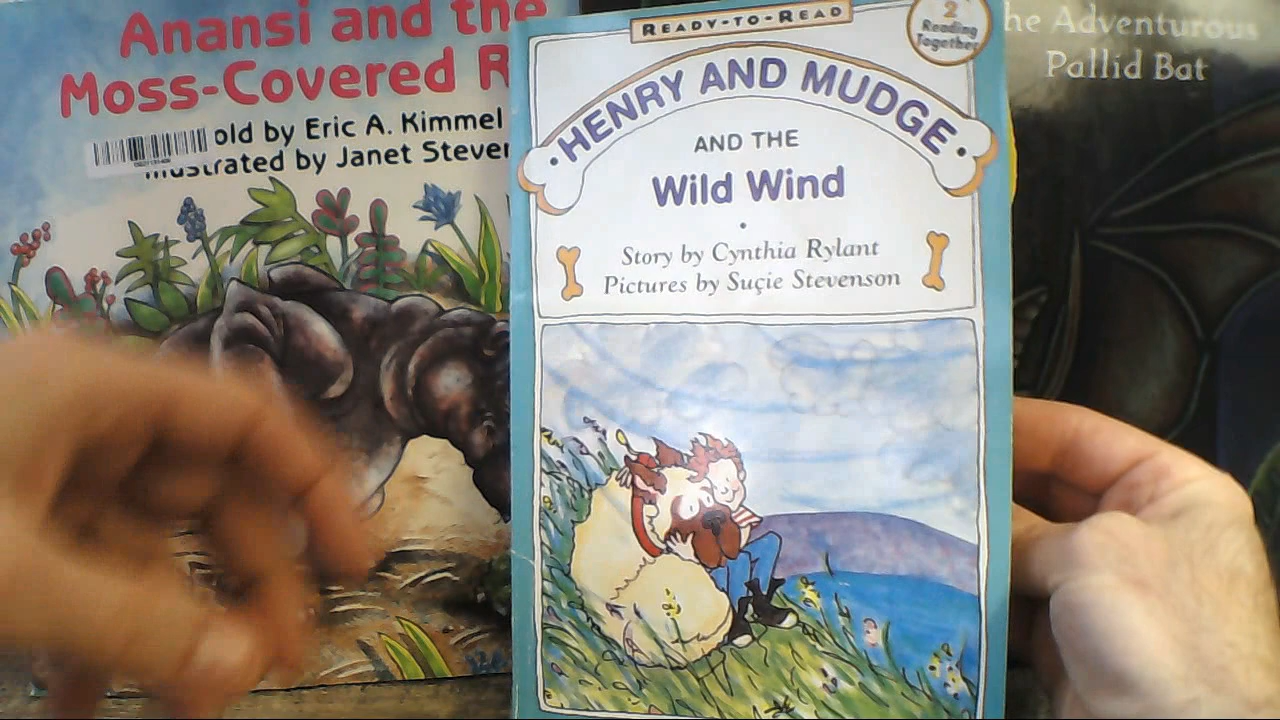 Anansi and the
Moss-Covered R
old by Eric A. Kimmel
Illustrated by Janet Steven
READY-TO-READ
2
Reading
Together
HENRY AND MUDGE
AND THE
Wild Wind
Story by Cynthia Rylant
Pictures by Suçie Stevenson
he Adventurous
Pallid Bat